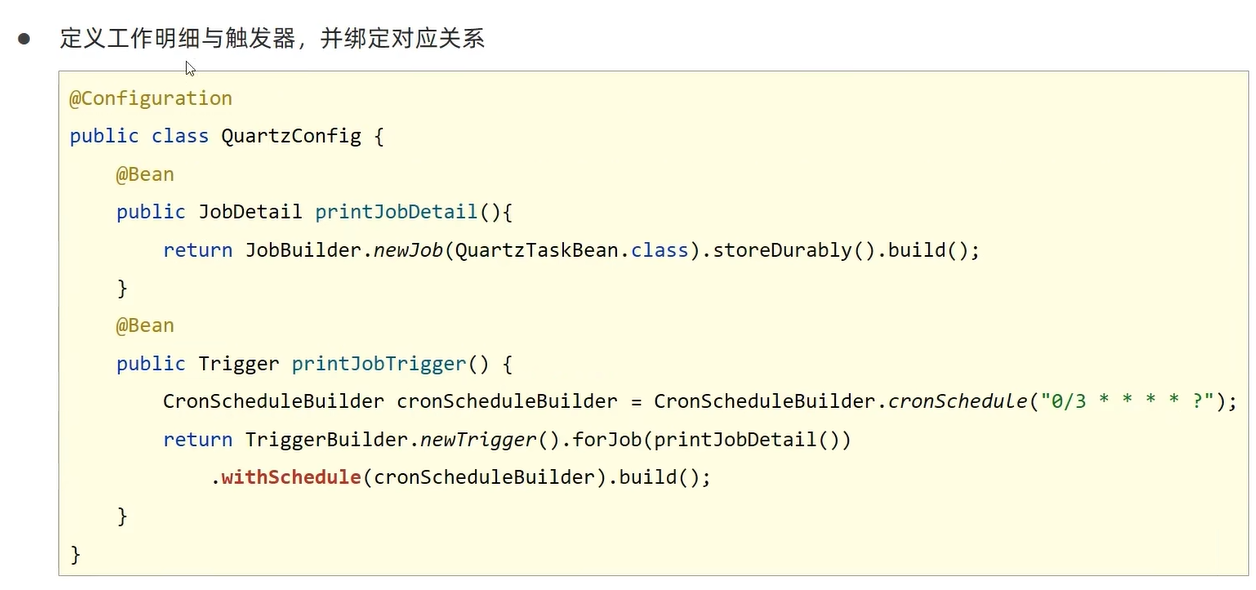 ● 定义工作明细与触发器，并绑定对应关系
@Configuration
public class QuartzConfig {
    @Bean
    public JobDetail printJobDetail(){
        return JobBuilder.newJob(QuartzTaskBean.class).storeDurably().build();
    }
    @Bean
    public Trigger printJobTrigger() {
        CronScheduleBuilder cronScheduleBuilder = CronScheduleBuilder.cronSchedule("0/3 * * * * ?");
        return TriggerBuilder.newTrigger().forJob(printJobDetail())
            .withSchedule(cronScheduleBuilder).build();
    }
}